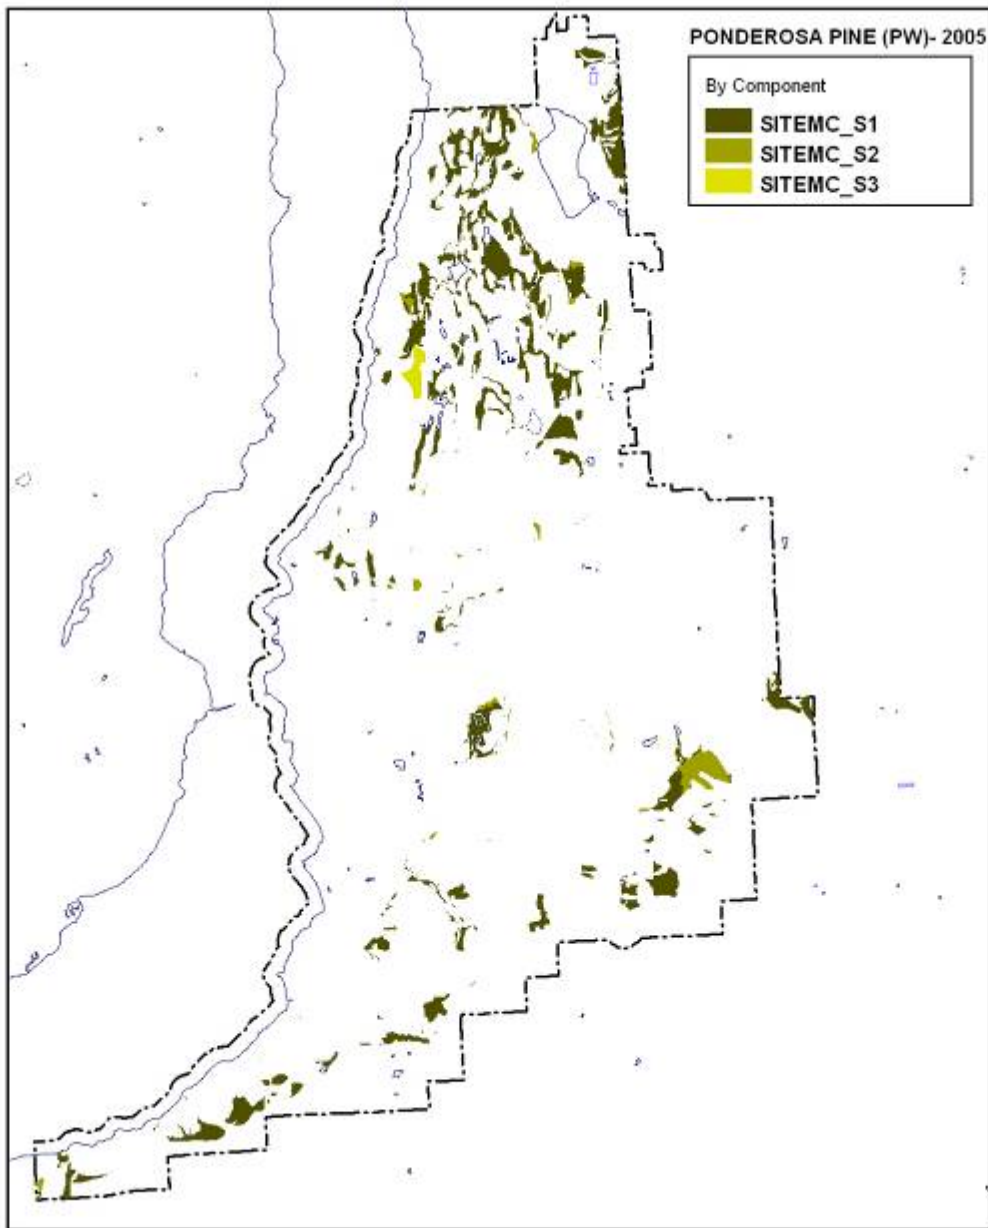 PONDEROSA PINE (PW)- 2005
By Component
SITEMC_S1
SITEMC_S2
SITEMC_S3